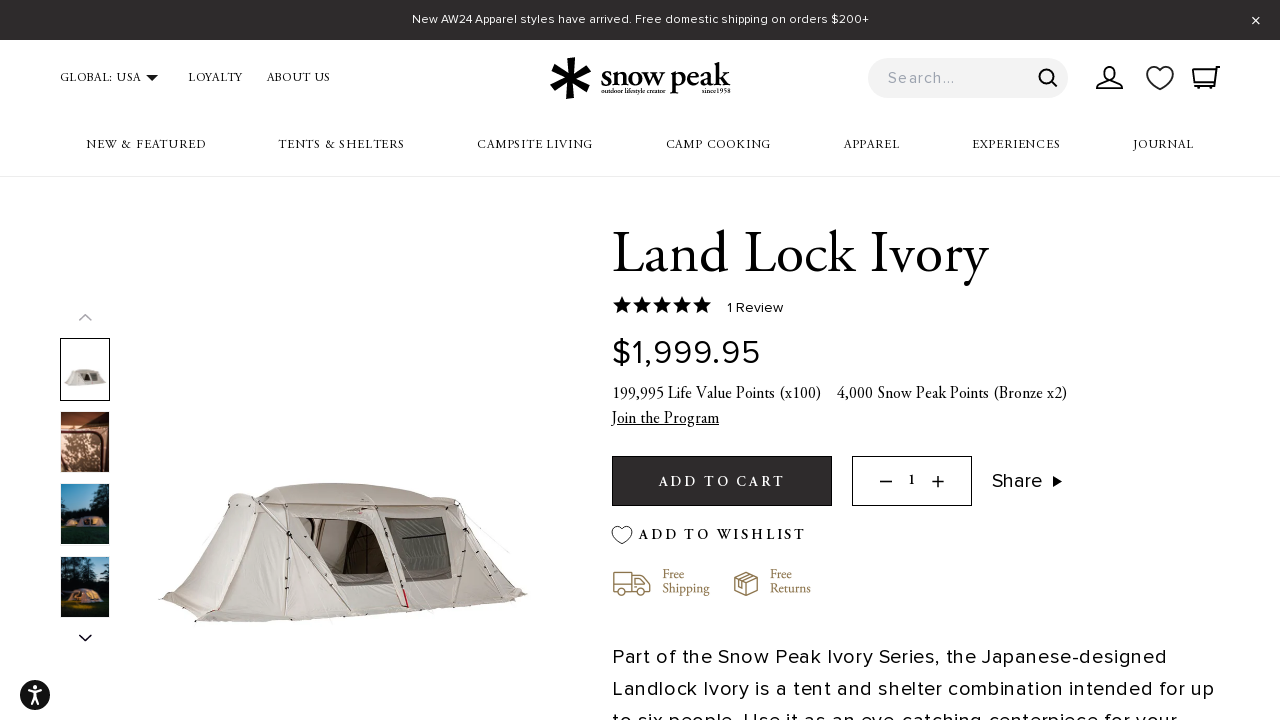 New AW24 Apparel styles have arrived. Free domestic shipping on orders $200+
×
GLOBAL: USA
LOYALTY
ABOUT US
snow peak
outdoor lifestyle creator
since1958
Search...
NEW & FEATURED
TENTS & SHELTERS
CAMPSITE LIVING
CAMP COOKING
APPAREL
EXPERIENCES
JOURNAL
Land Lock Ivory
1 Review
$1,999.95
199,995 Life Value Points (x100) 4,000 Snow Peak Points (Bronze x2)
Join the Program
ADD TO CART
1
Share
ADD TO WISHLIST
Free
Shipping
Free
Returns
Part of the Snow Peak Ivory Series, the Japanese-designed
Landlock Ivory is a tent and shelter combination intended for up
to six people. Use it as an eye-catching centerpiece for your